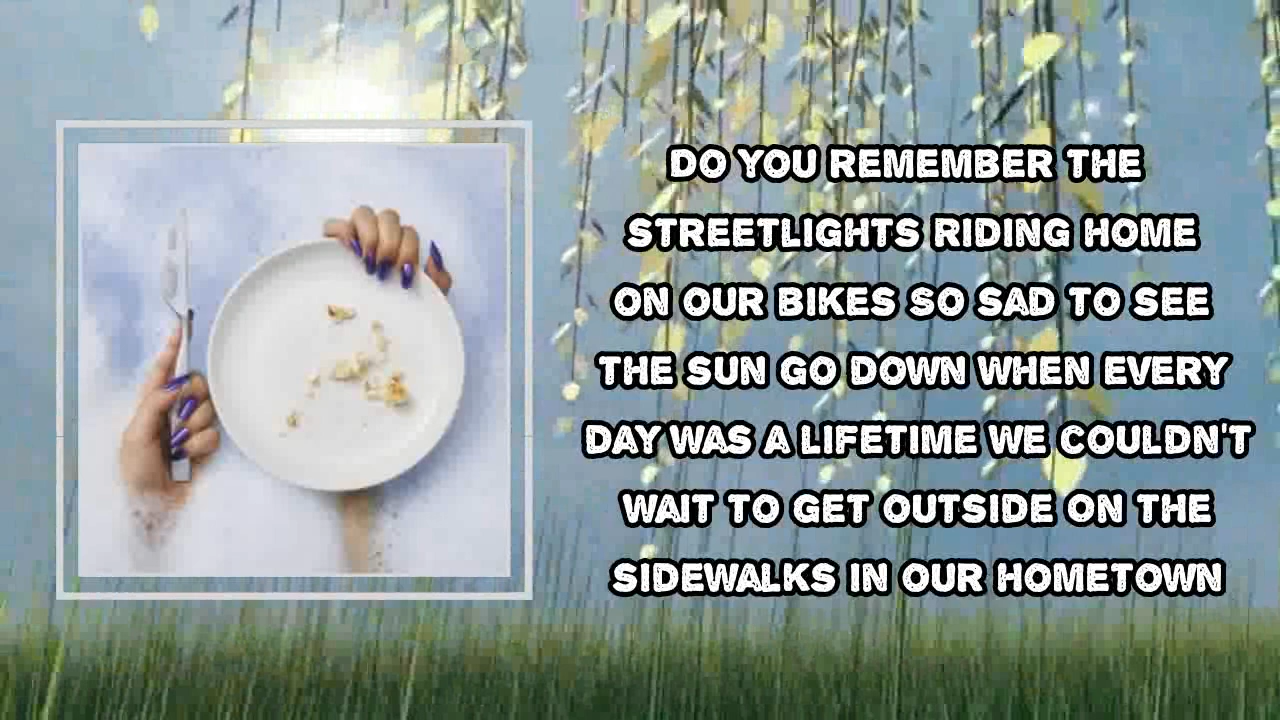 DO YOU REMEMBER THE
STREETLIGHTS RIDING HOME
ON OUR BIKES SO SAD TO SEE
THE SUN GO DOWN WHEN EVERY
DAY WAS A LIFETIME WE COULDN'T
WAIT TO GET OUTSIDE ON THE
SIDEWALKS IN OUR HOMETOWN